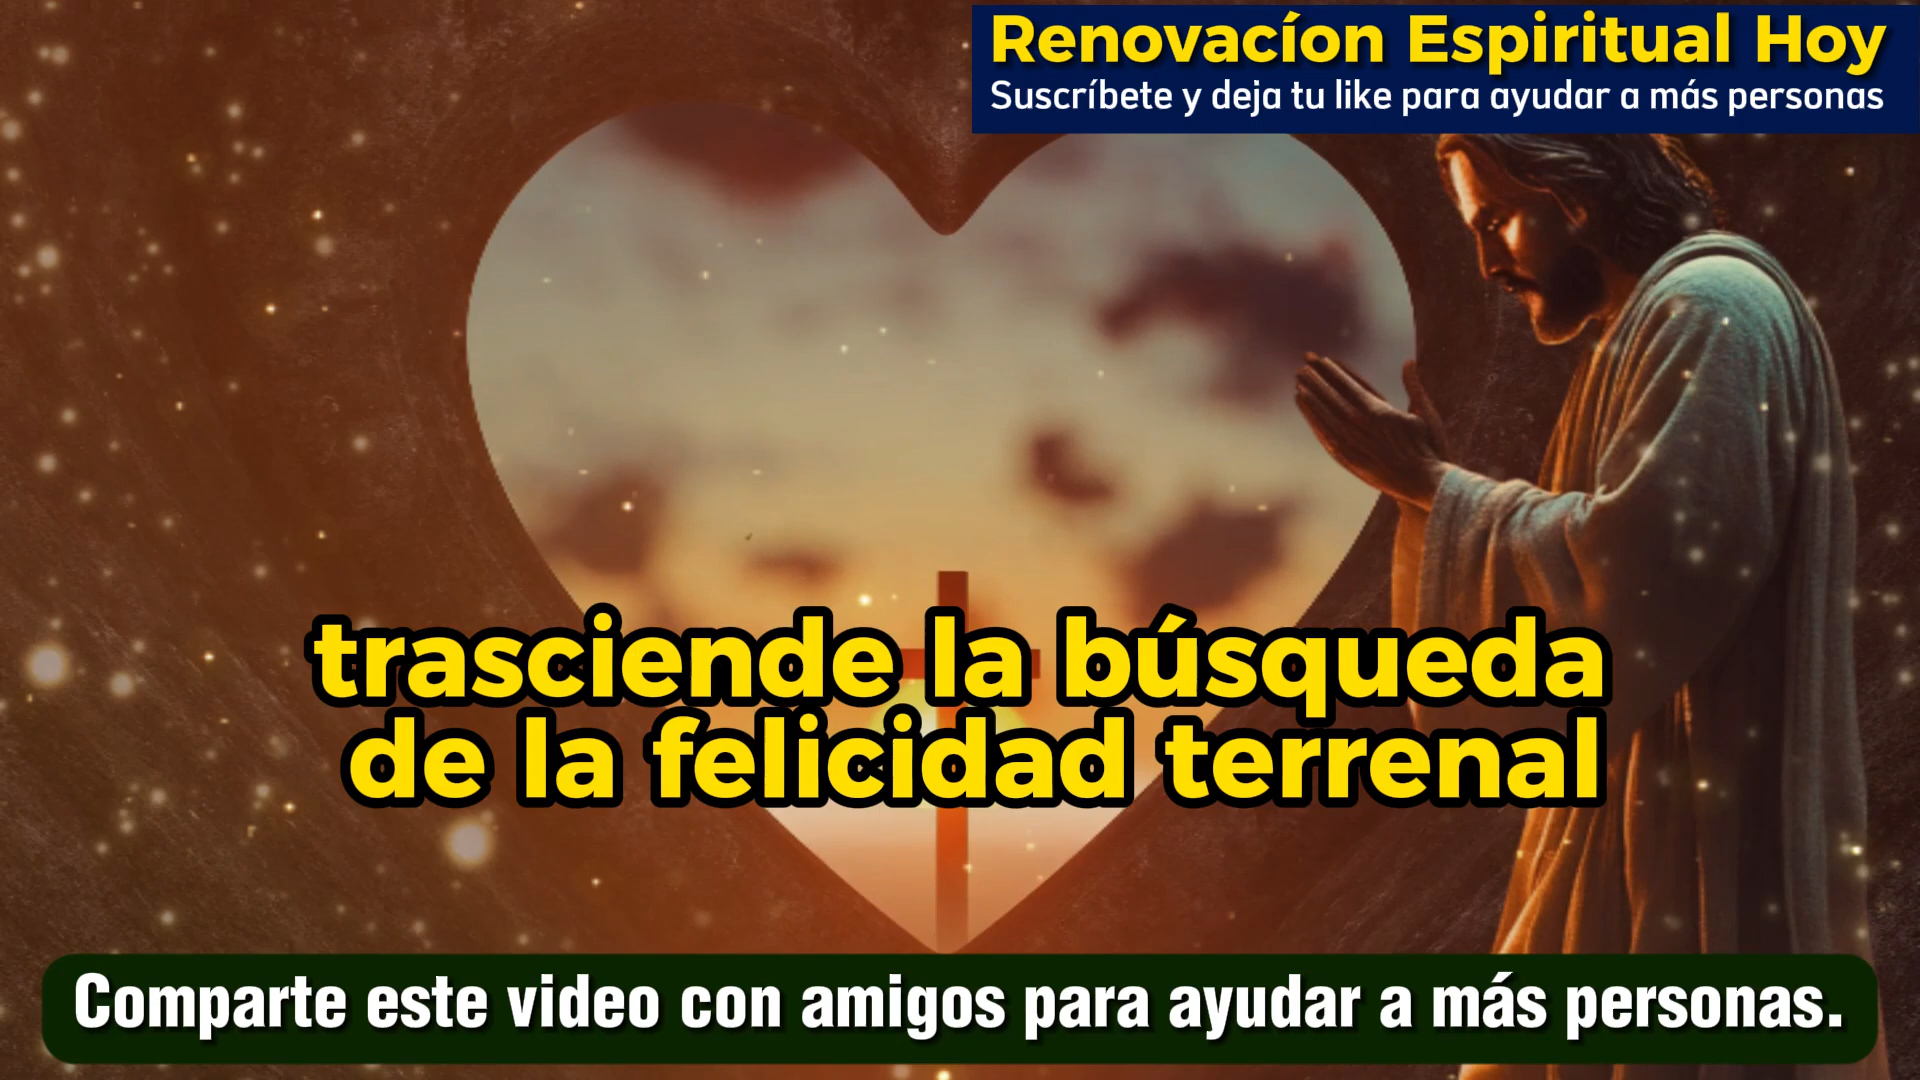 Renovacíon Espiritual Hoy
Suscríbete y deja tu like para ayudar a más personas
trasciende la búsqueda
de la felicidad terrenal
Comparte este video con amigos para ayudar a más personas.